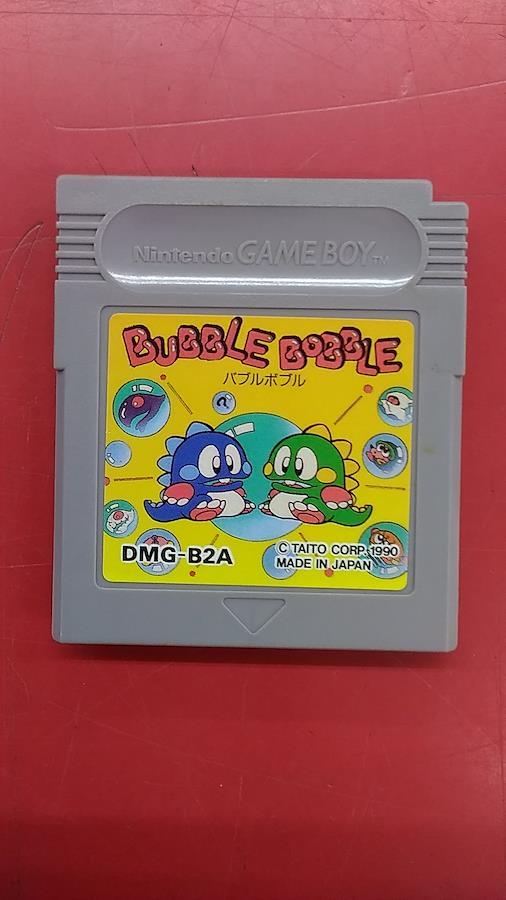 Nintendo GAME BOY TM
BUBBLE BOBBLE
バブルボブル
DMG-B2A
© TAITO CORP. 1990
MADE IN JAPAN